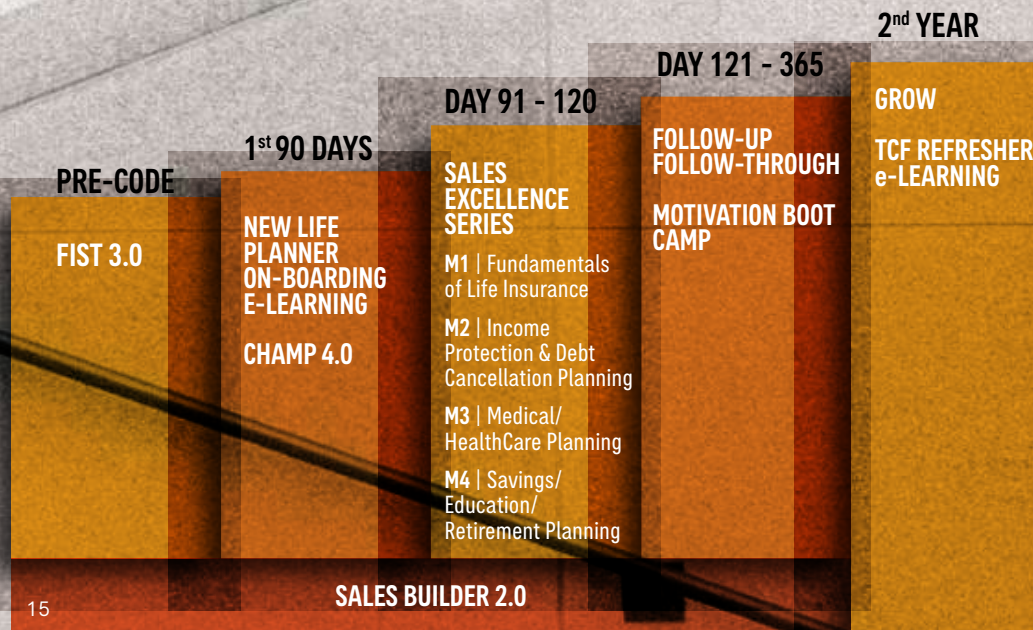 PRE-CODE
FIST 3.0
1st 90 DAYS
NEW LIFE
PLANNER
ON-BOARDING
E-LEARNING
CHAMP 4.0
DAY 91 - 120
SALES
EXCELLENCE
SERIES
M1 | Fundamentals
of Life Insurance
M2 | Income
Protection & Debt
Cancellation Planning
M3 | Medical/
HealthCare Planning
M4 | Savings/
Education/
Retirement Planning
DAY 121 - 365
FOLLOW-UP
FOLLOW-THROUGH
MOTIVATION BOOT
CAMP
2nd YEAR
GROW
TCF REFRESHER
e-LEARNING
SALES BUILDER 2.0
15